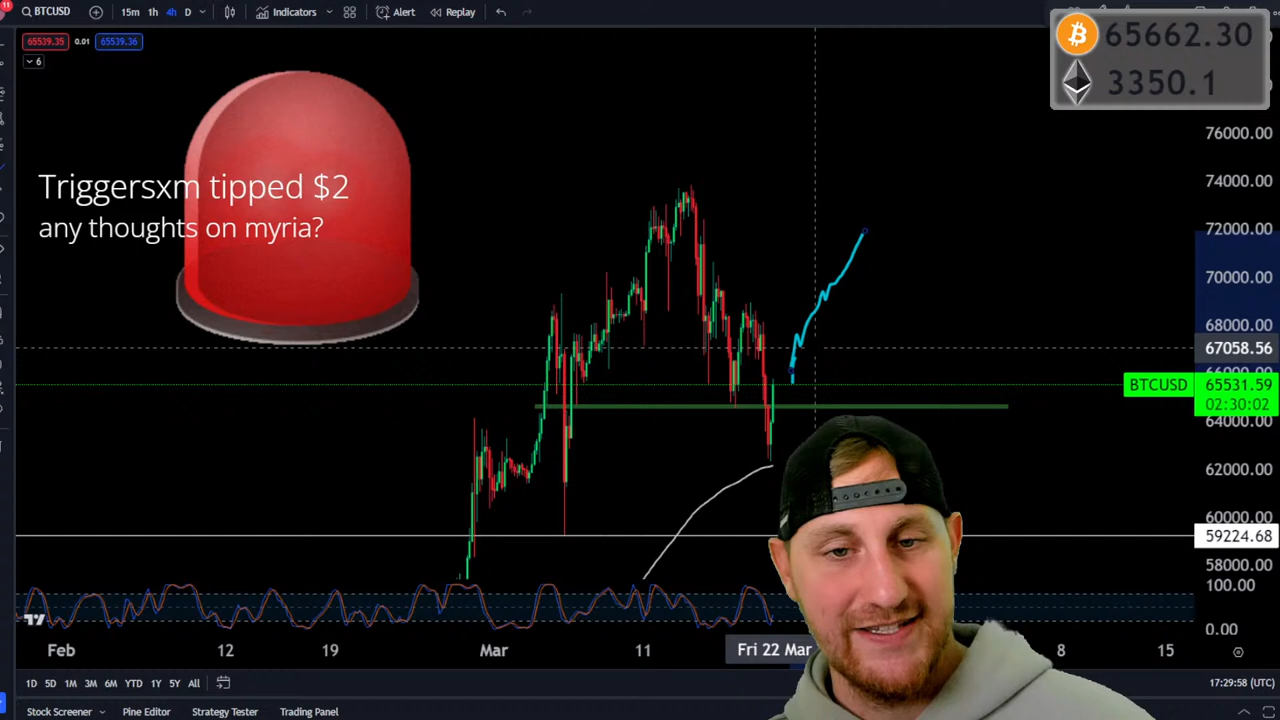 11
BTCUSD
15m 1h 4h D
Indicators
Alert
Replay
65539.35 0.01 65539.36
6
65662.30
3350.1
Triggersxm tipped $2
any thoughts on myria?
76000.00
74000.00
72000.00
70000.00
68000.00
67058.56
66000.00
BTCUSD 65531.59
02:30:02
64000.00
62000.00
60000.00
59224.68
58000.00
100.00
0.00
Feb 12 19 Mar 11 Fri 22 Mar 8 15
1D 5D 1M 3M 6M YTD 1Y 5Y All
17:29:58 (UTC)
Stock Screener Pine Editor Strategy Tester Trading Panel